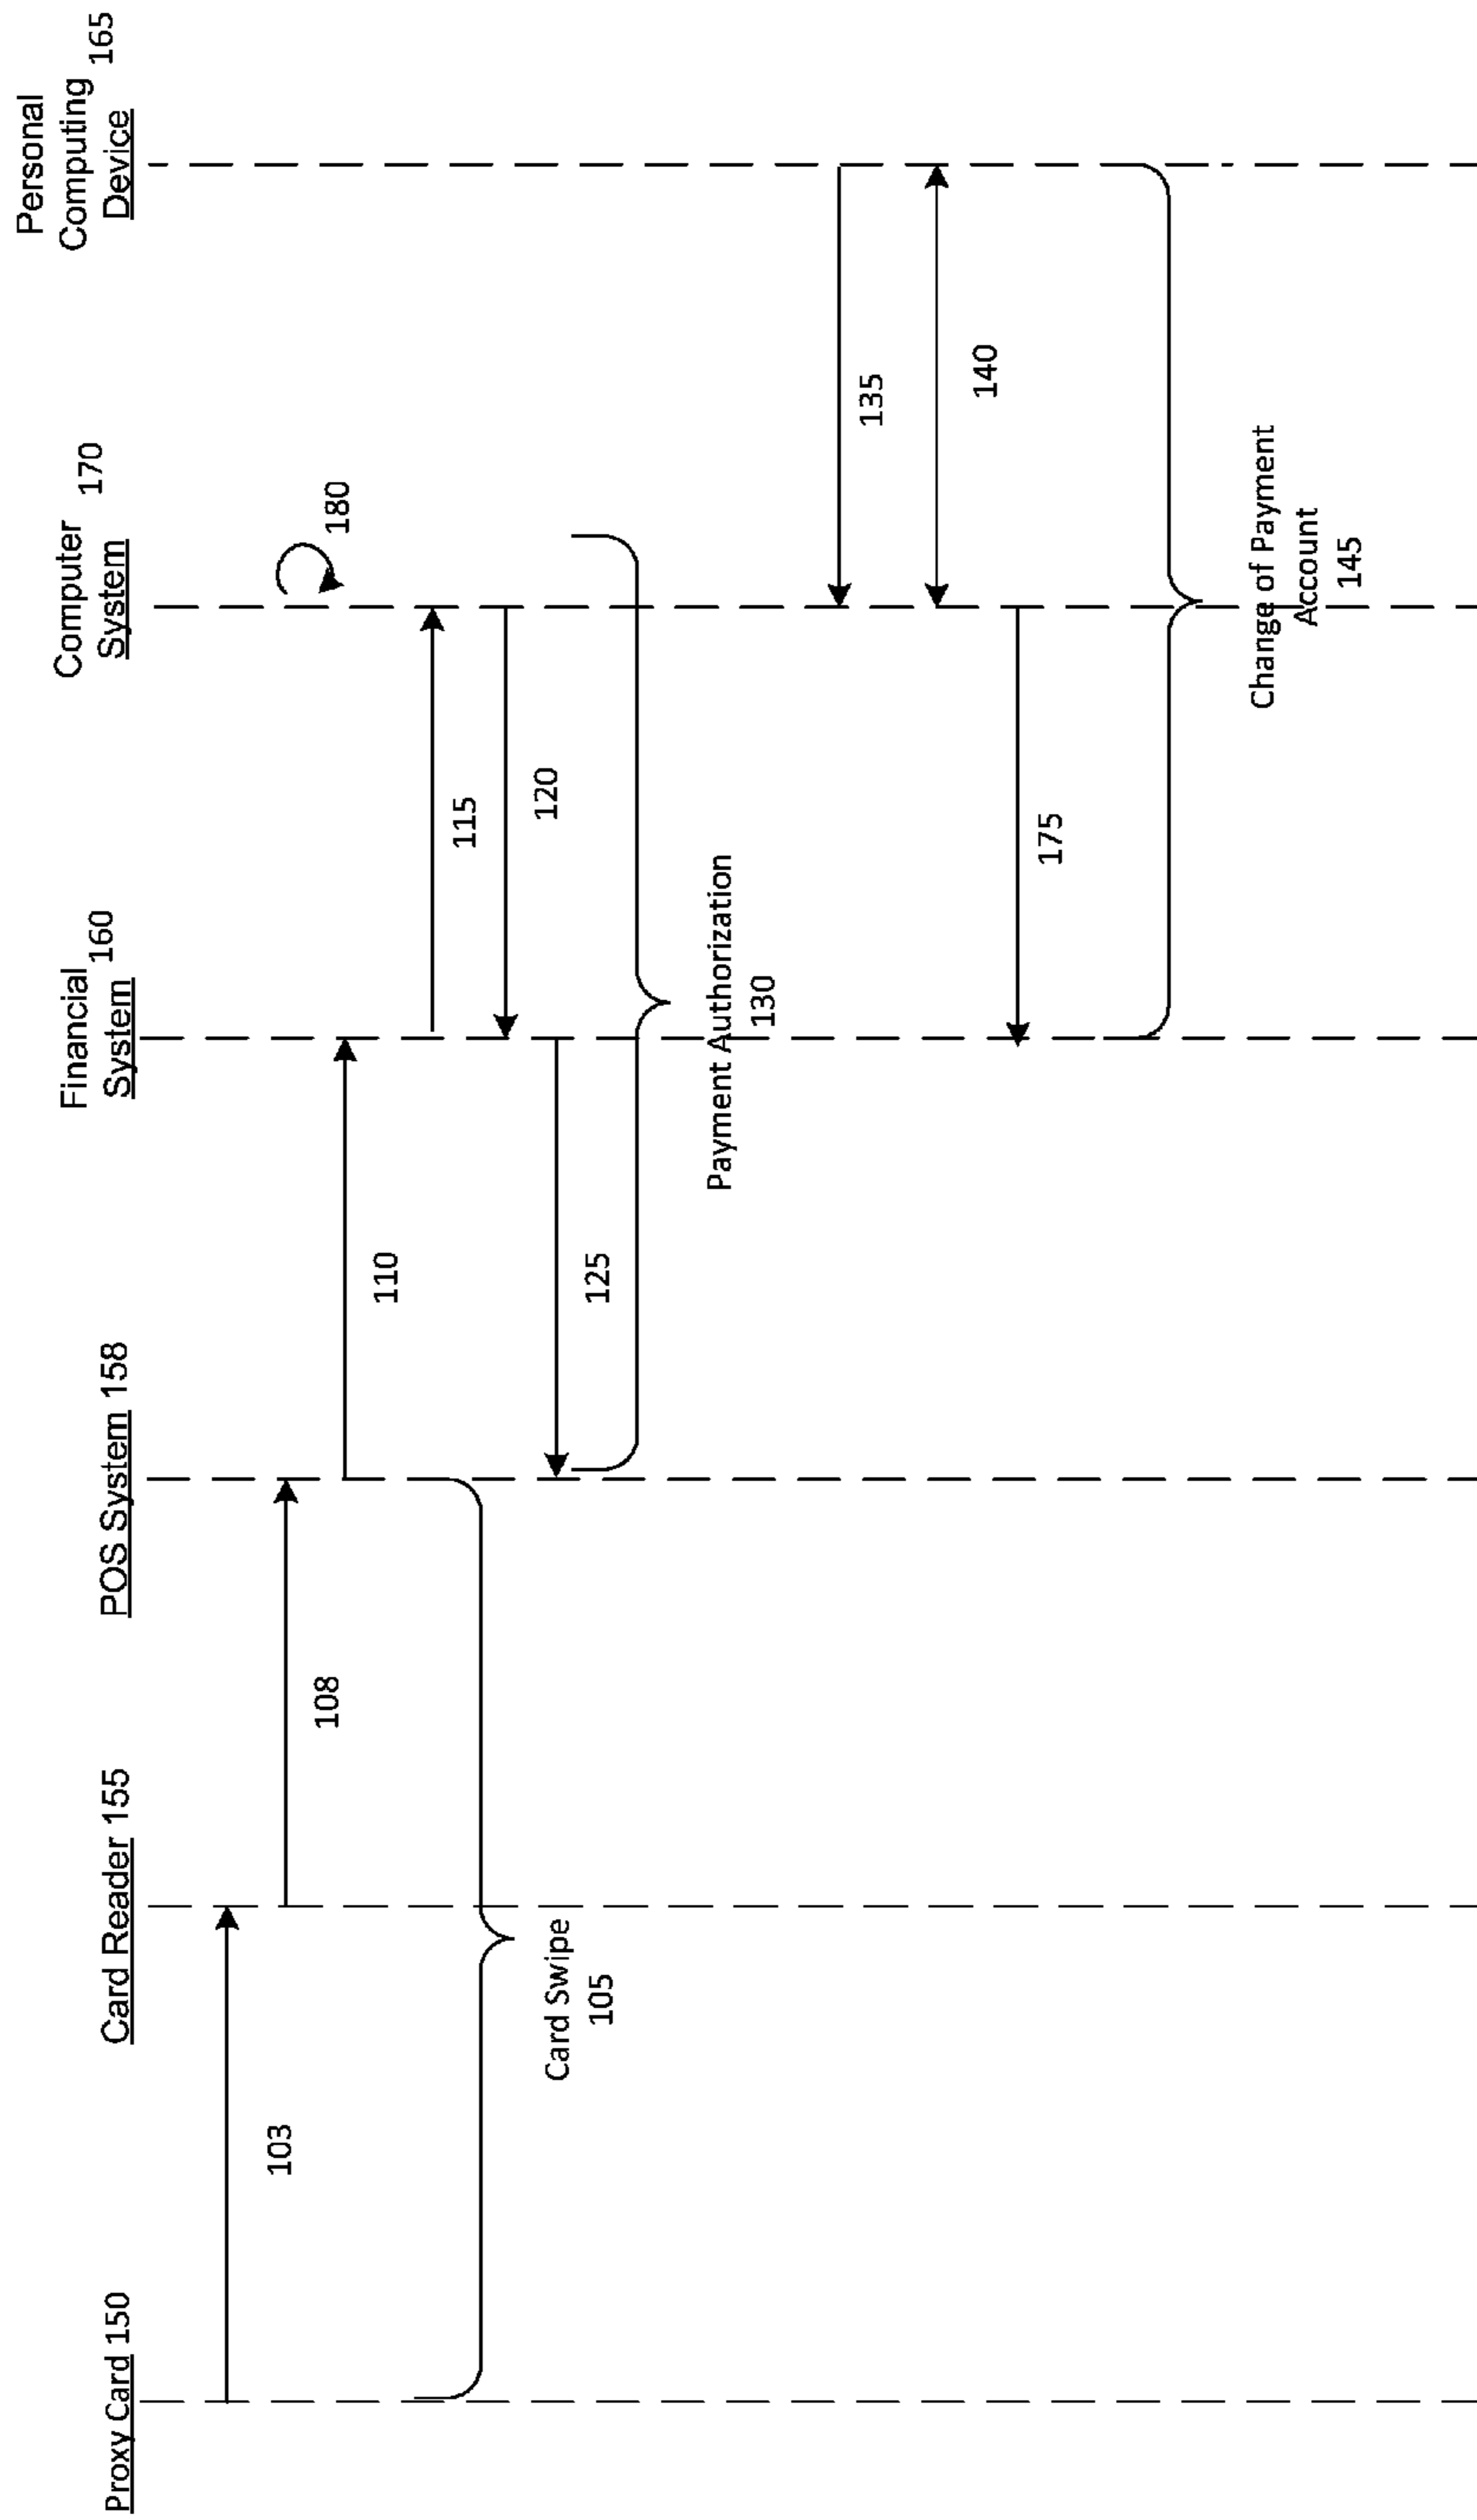 Proxy Card 150
Card Reader 155
POS System 158
Financial
System 160
Computer
System 170
Personal
Computing
Device 165
103
108
110
180
115
120
125
Card Swipe
105
Payment Authorization
130
135
140
175
Change of Payment
Account
145